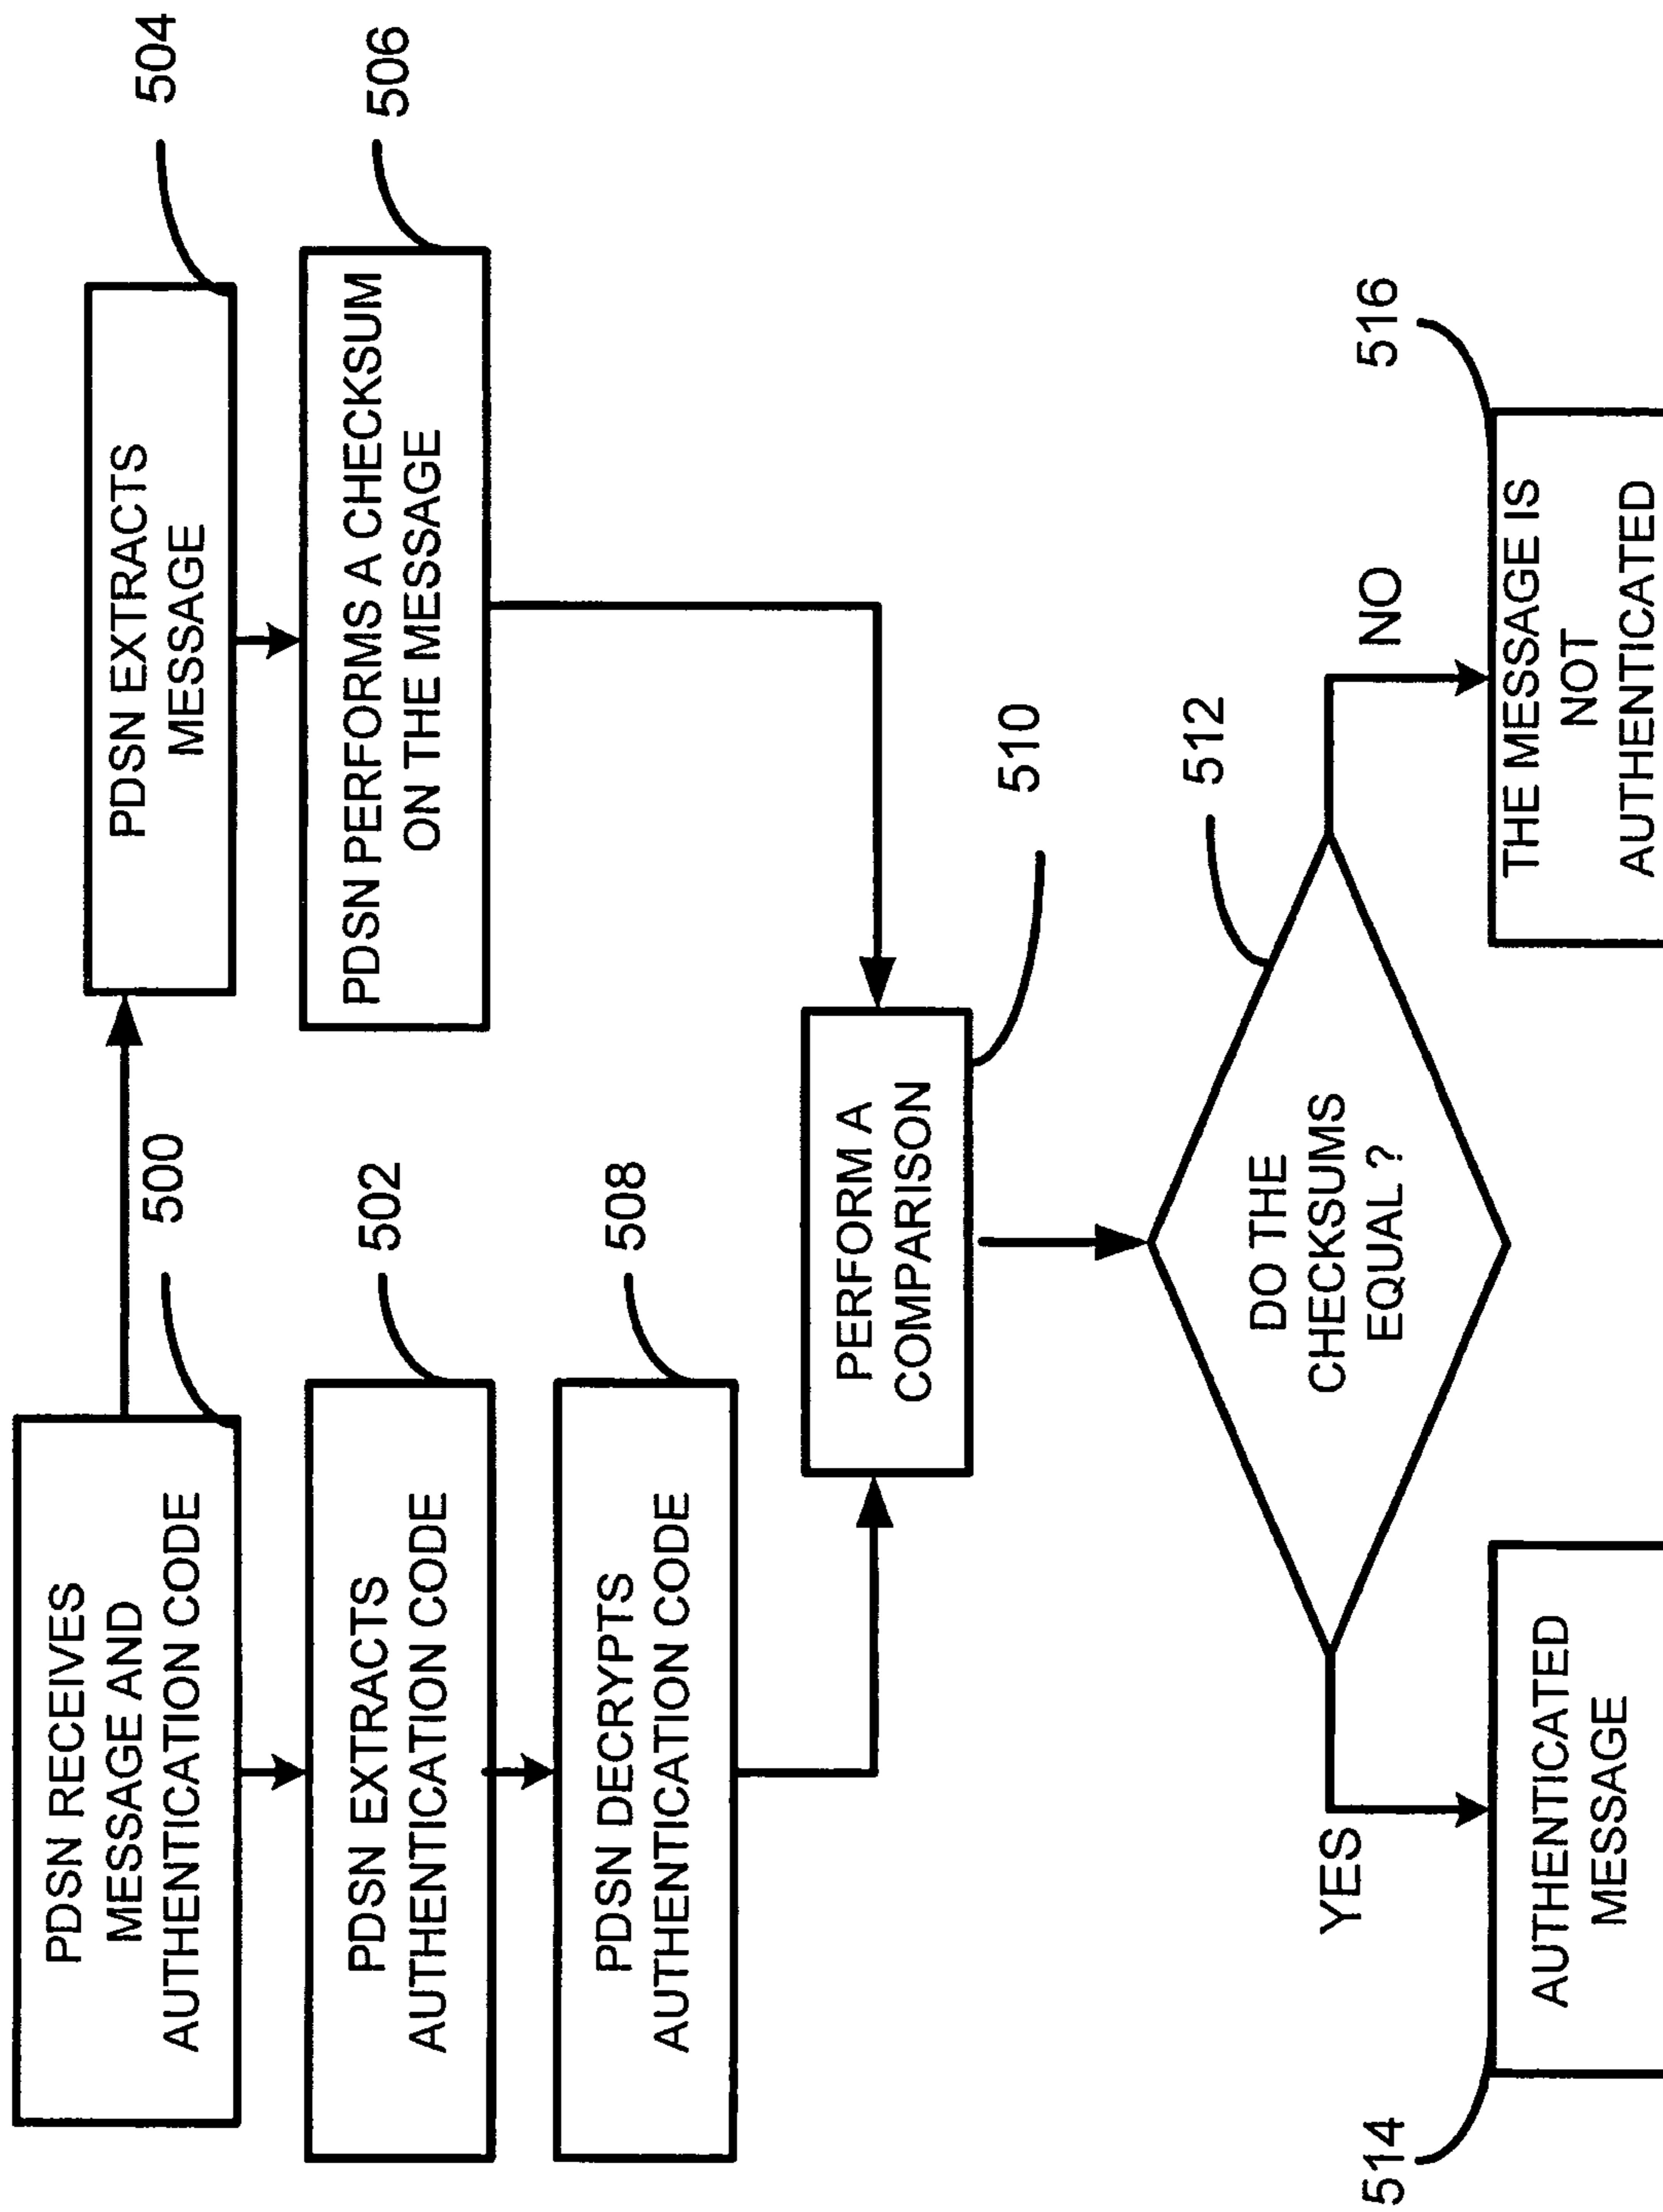 PDSN RECEIVES
MESSAGE AND
AUTHENTICATION CODE
500
PDSN EXTRACTS
MESSAGE
504
PDSN EXTRACTS
AUTHENTICATION CODE
502
PDSN PERFORMS A CHECKSUM
ON THE MESSAGE
506
PDSN DECRYPTS
AUTHENTICATION CODE
508
PERFORM A
COMPARISON
510
DO THE
CHECKSUMS
EQUAL ?
512
YES
NO
514
AUTHENTICATED
MESSAGE
516
THE MESSAGE IS
NOT
AUTHENTICATED